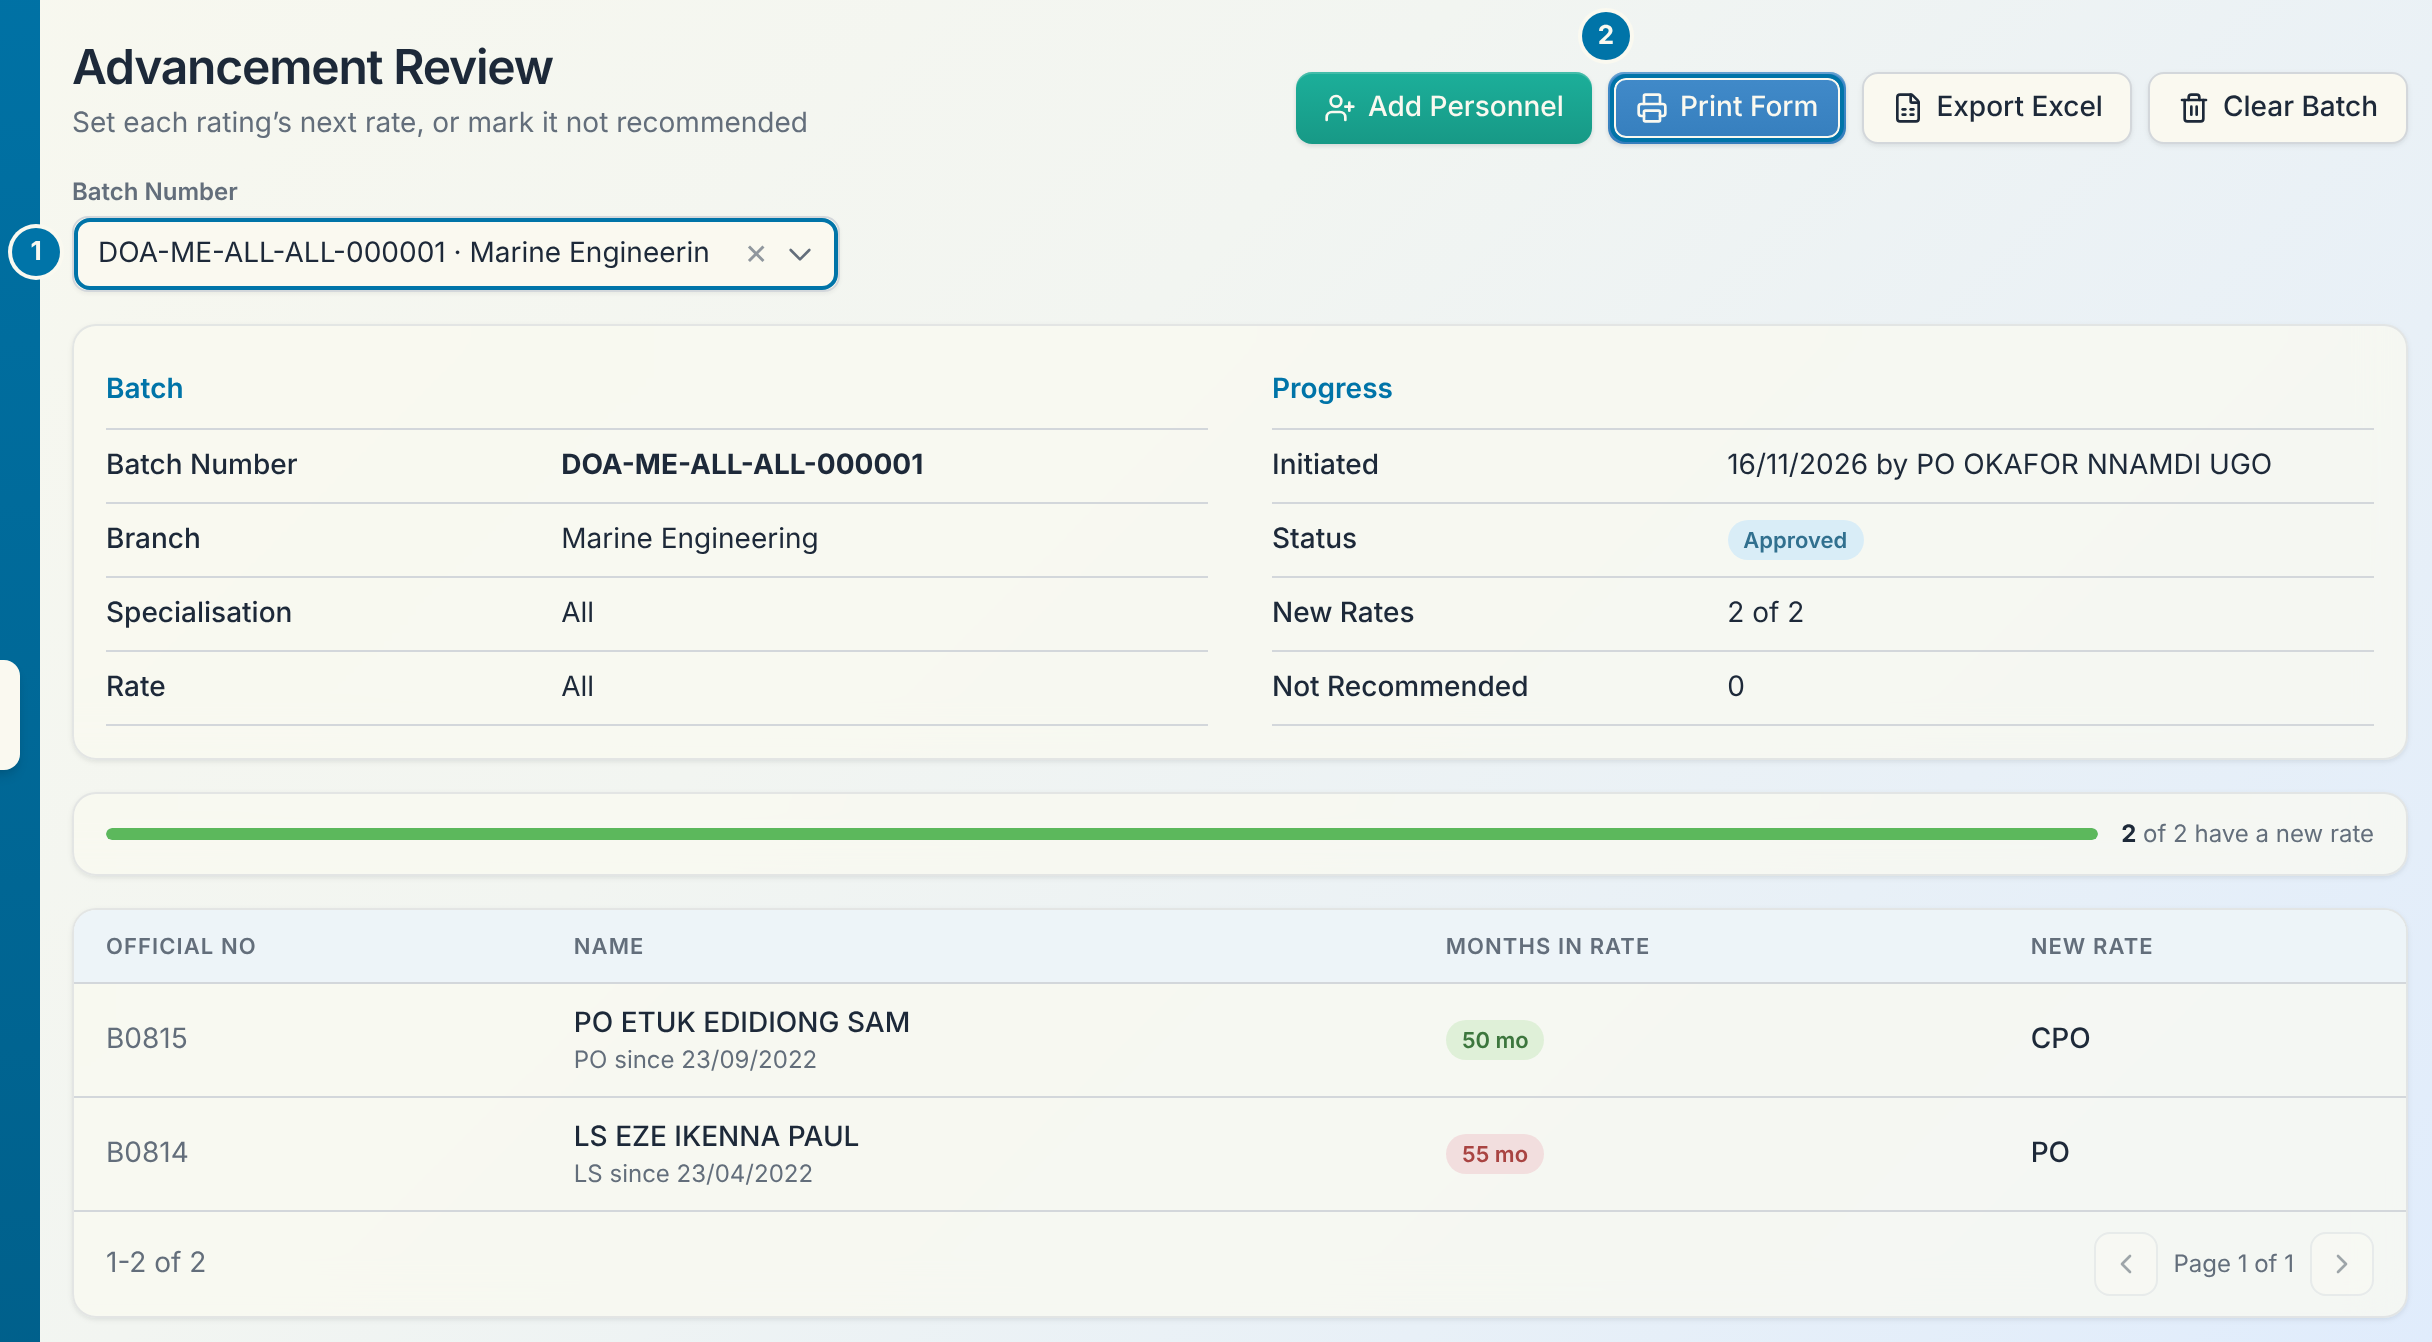 Advancement Review
Set each rating’s next rate, or mark it not recommended
2
Add Personnel
Print Form
Export Excel
Clear Batch
Batch Number
1
DOA-ME-ALL-ALL-000001 · Marine Engineerin
Batch
Batch Number DOA-ME-ALL-ALL-000001
Branch Marine Engineering
Specialisation All
Rate All
Progress
Initiated 16/11/2026 by PO OKAFOR NNAMDI UGO
Status Approved
New Rates 2 of 2
Not Recommended 0
2 of 2 have a new rate
OFFICIAL NO NAME MONTHS IN RATE NEW RATE
B0815 PO ETUK EDIDIONG SAM 50 mo CPO
PO since 23/09/2022
B0814 LS EZE IKENNA PAUL 55 mo PO
LS since 23/04/2022
1-2 of 2
Page 1 of 1